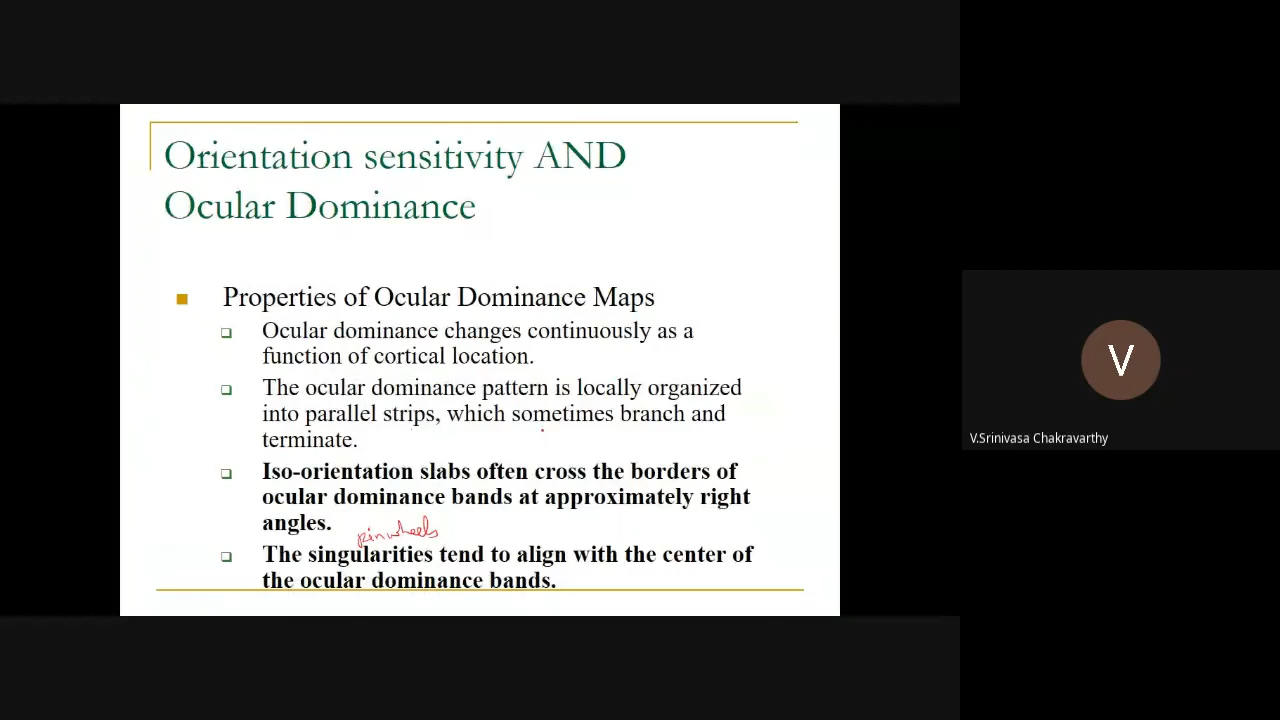 Orientation sensitivity AND
Ocular Dominance
Properties of Ocular Dominance Maps
Ocular dominance changes continuously as a
function of cortical location.
The ocular dominance pattern is locally organized
into parallel strips, which sometimes branch and
terminate.
Iso-orientation slabs often cross the borders of
ocular dominance bands at approximately right
angles.
pinwheels
The singularities tend to align with the center of
the ocular dominance bands.
V
V.Srinivasa Chakravarthy